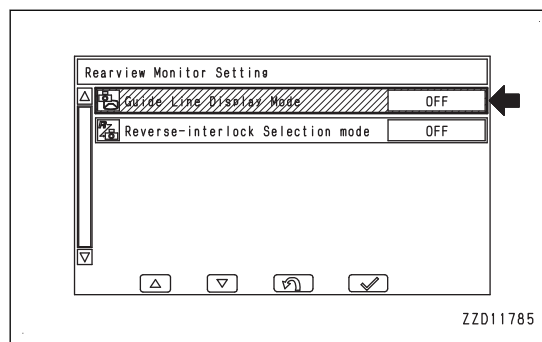 Rearview Monitor Setting
Guide Line Display Mode OFF
Reverse-interlock Selection mode OFF
ZZD11785